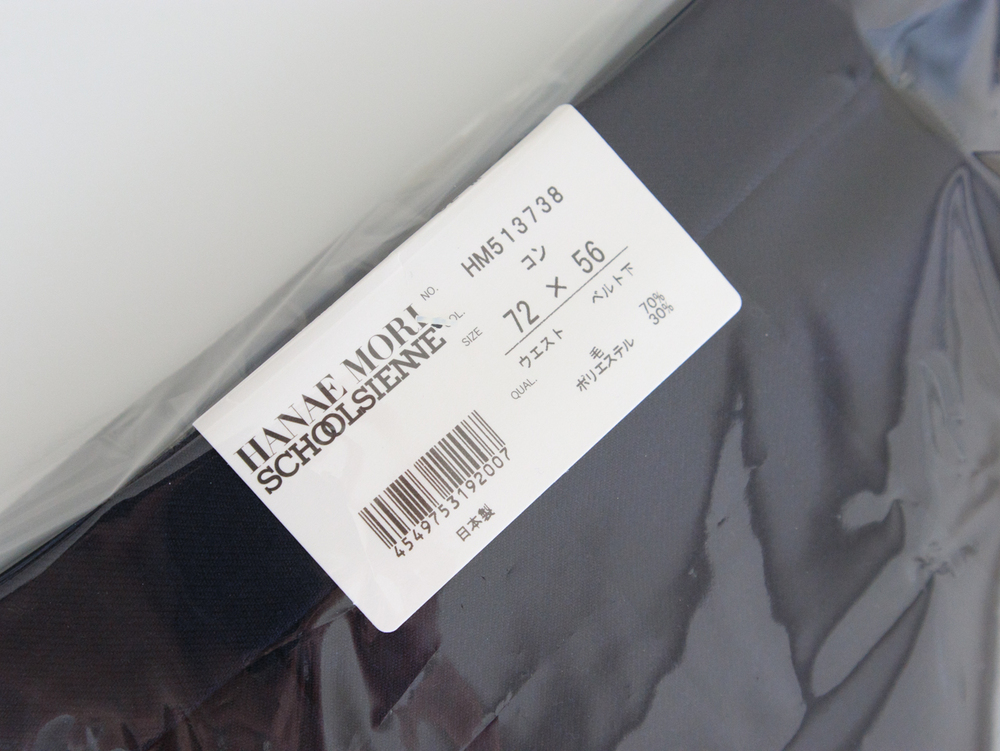 HANAE MORI
SCHOOLSIENNE
NO. HM513738
コン
SIZE 72 × 56
ウエスト ベルト下
QUAL. 毛 70%
ポリエステル 30%
4549753192007
日本製